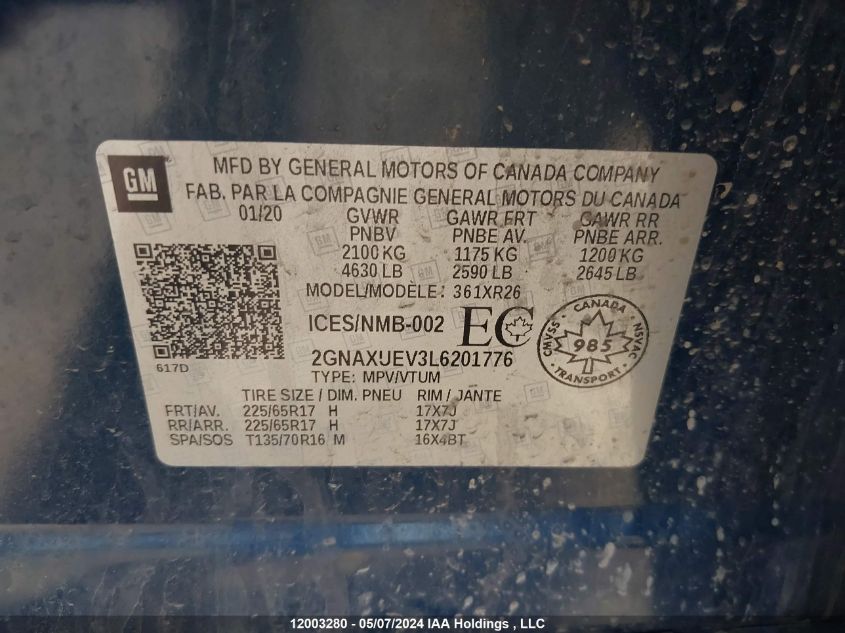 GM
MFD BY GENERAL MOTORS OF CANADA COMPANY
FAB. PAR LA COMPAGNIE GENERAL MOTORS DU CANADA
01/20 GVWR GAWR FRT GAWR RR
PNBV PNBE AV. PNBE ARR.
2100 KG 1175 KG 1200 KG
4630 LB 2590 LB 2645 LB
MODEL/MODÈLE: 361XR26
ICES/NMB-002 EC
CANADA
CMVSS 985 NSVAC
TRANSPORT
617D
2GNAXUEV3L6201776
TYPE: MPV/VTUM
TIRE SIZE / DIM. PNEU RIM / JANTE
FRT/AV. 225/65R17 H 17X7J
RR/ARR. 225/65R17 H 17X7J
SPA/SOS T135/70R16 M 16X4BT
12003280 - 05/07/2024 IAA Holdings , LLC